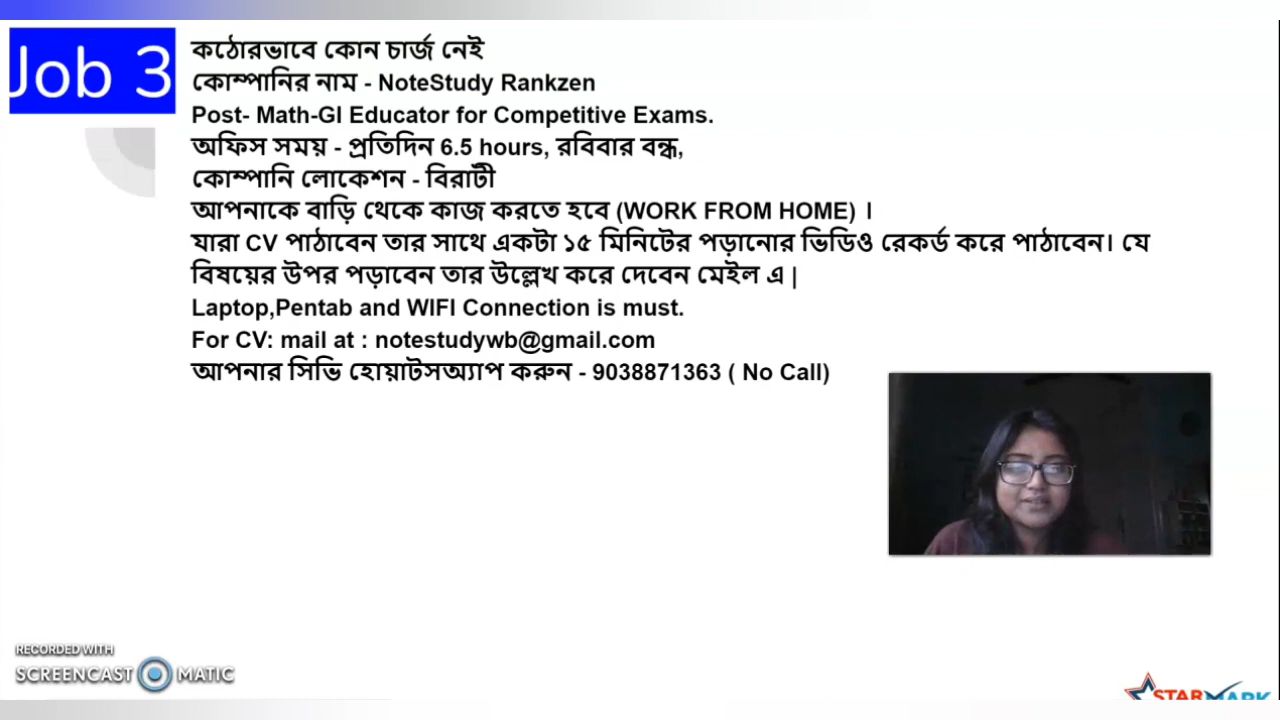 Job 3
কঠোরভাবে কোন চার্জ নেই
কোম্পানির নাম - NoteStudy Rankzen
Post- Math-GI Educator for Competitive Exams.
অফিস সময় - প্রতিদিন 6.5 hours, রবিবার বন্ধ,
কোম্পানি লোকেশন - বিরাটী
আপনাকে বাড়ি থেকে কাজ করতে হবে (WORK FROM HOME) ।
যারা CV পাঠাবেন তার সাথে একটা ১৫ মিনিটের পড়ানোর ভিডিও রেকর্ড করে পাঠাবেন। যে
বিষয়ের উপর পড়াবেন তার উল্লেখ করে দেবেন মেইল এ |
Laptop,Pentab and WIFI Connection is must.
For CV: mail at : notestudywb@gmail.com
আপনার সিভি হোয়াটসঅ্যাপ করুন - 9038871363 ( No Call)
RECORDED WITH
SCREENCAST MATIC
STARMARK